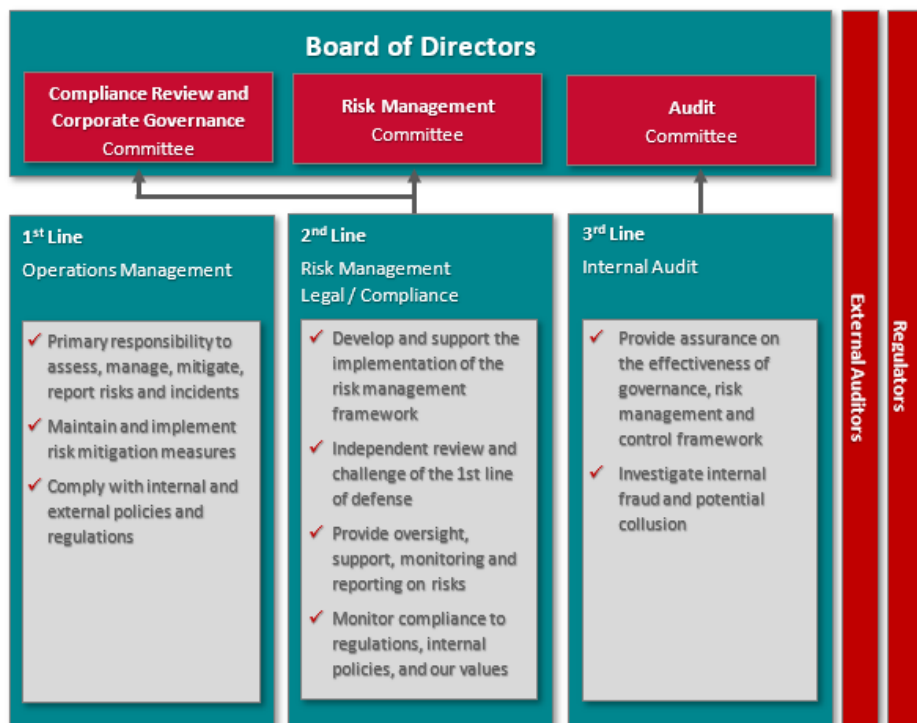 Board of Directors
Compliance Review and
Corporate Governance
Committee
Risk Management
Committee
Audit
Committee
1st Line
Operations Management
✓ Primary responsibility to
assess, manage, mitigate,
report risks and incidents
✓ Maintain and implement
risk mitigation measures
✓ Comply with internal and
external policies and
regulations
2nd Line
Risk Management
Legal / Compliance
✓ Develop and support the
implementation of the
risk management
framework
✓ Independent review and
challenge of the 1st line
of defense
✓ Provide oversight,
support, monitoring and
reporting on risks
✓ Monitor compliance to
regulations, internal
policies, and our values
3rd Line
Internal Audit
✓ Provide assurance on
the effectiveness of
governance, risk
management and
control framework
✓ Investigate internal
fraud and potential
collusion
External Auditors
Regulators